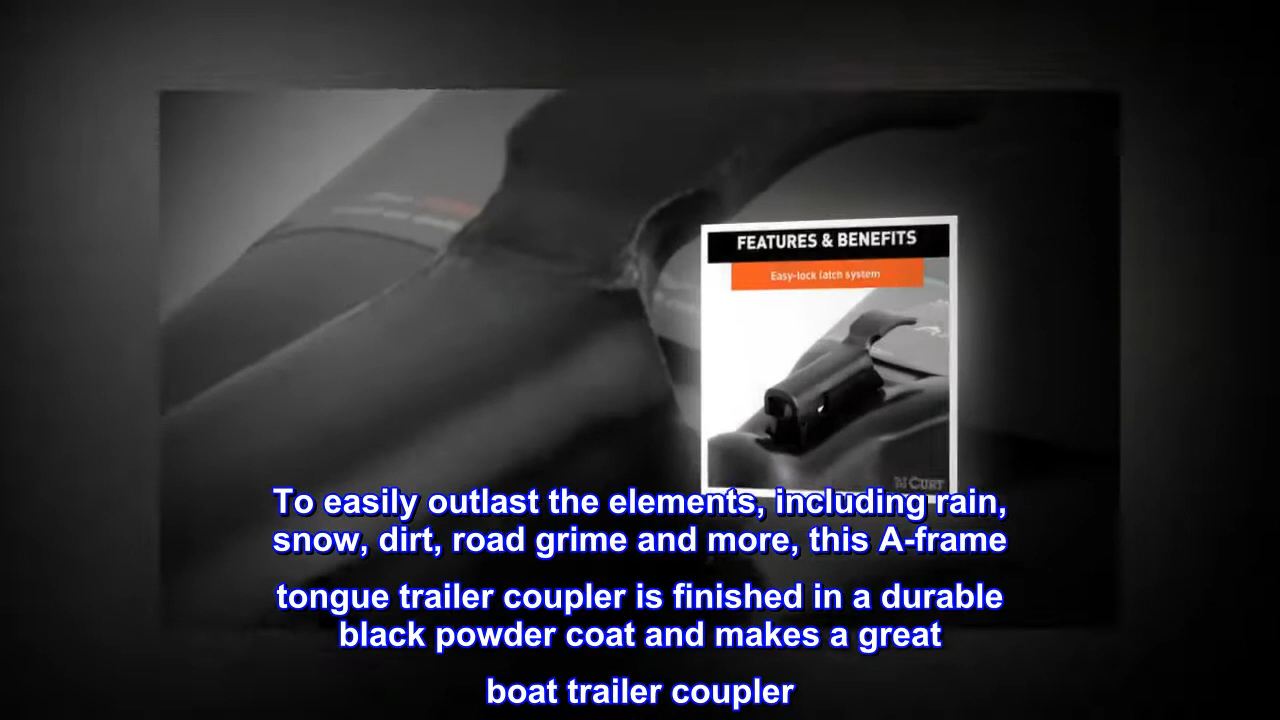 FEATURES & BENEFITS
Easy-lock latch system
CURT
To easily outlast the elements, including rain,
snow, dirt, road grime and more, this A-frame
tongue trailer coupler is finished in a durable
black powder coat and makes a great
boat trailer coupler